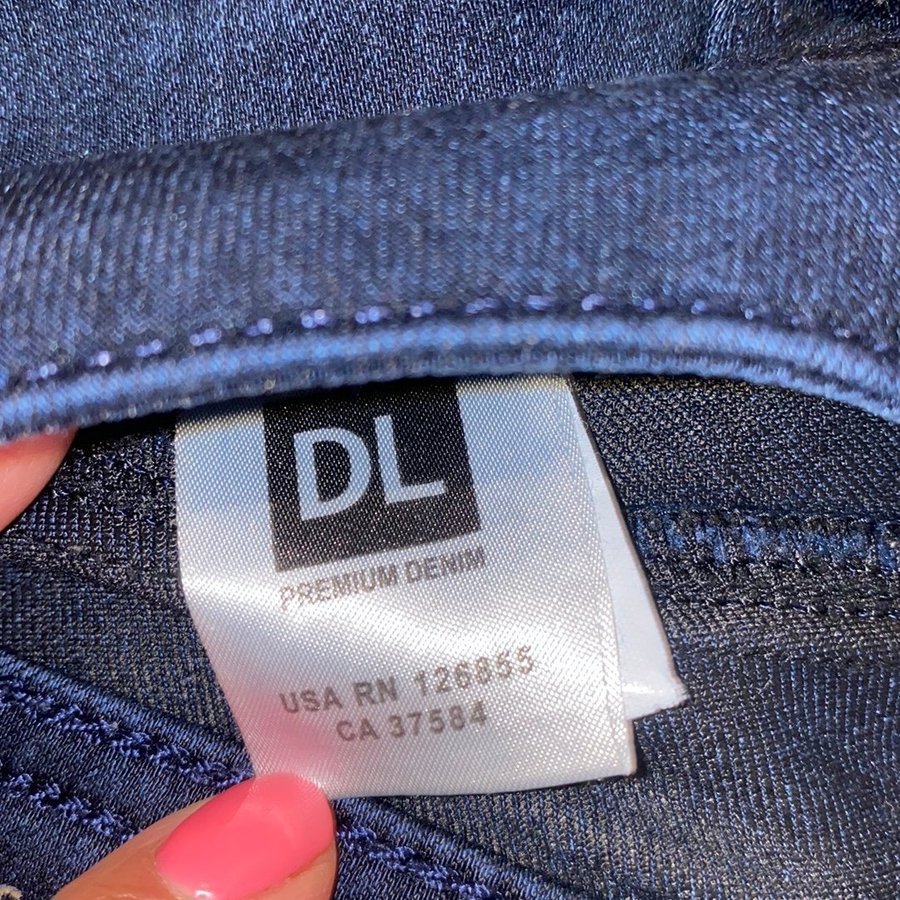 DL
PREMIUM DENIM
USA RN 126855
CA 37584